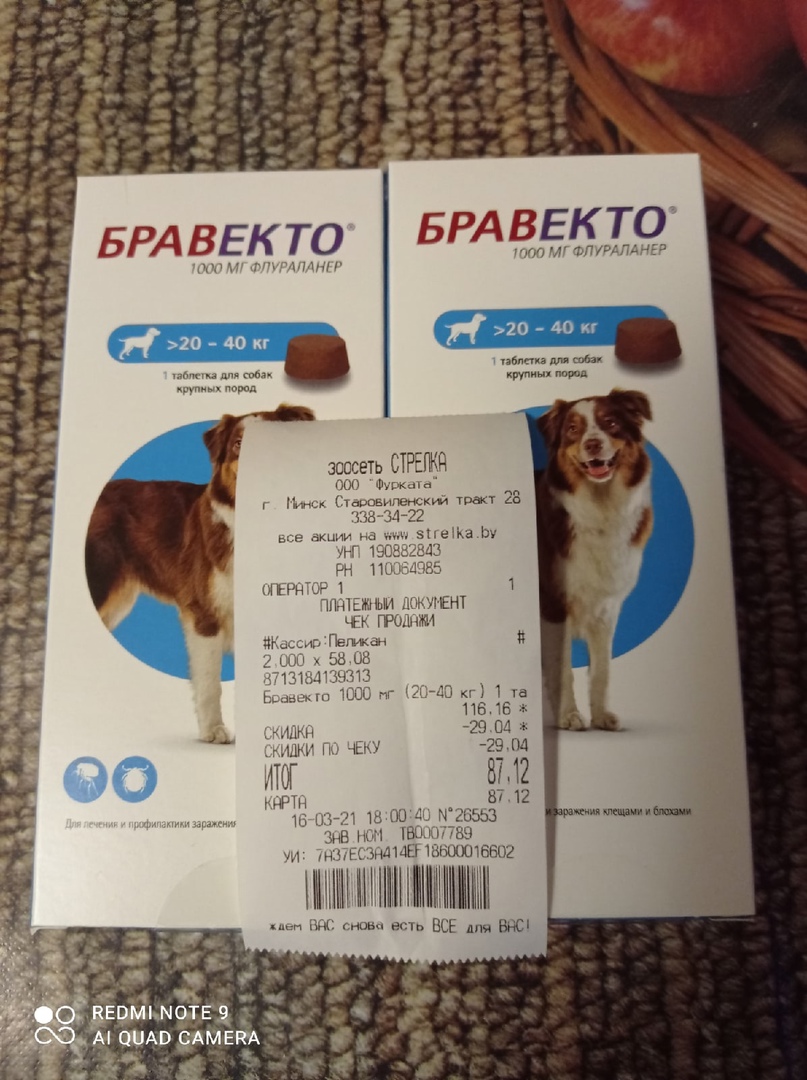 БРАВЕКТО®
1000 МГ ФЛУРАЛАНЕР
>20 – 40 кг
1 таблетка для собак
крупных пород
Для лечения и профилактики заражения
БРАВЕКТО®
1000 МГ ФЛУРАЛАНЕР
>20 – 40 кг
1 таблетка для собак
крупных пород
и заражения клещами и блохами
зоосеть СТРЕЛКА
ООО "Фурката"
г. Минск Старовиленский тракт 28
338-34-22
все акции на www.strelka.by
УНП 190882843
РН 110064985
ОПЕРАТОР 1 1
ПЛАТЕЖНЫЙ ДОКУМЕНТ
ЧЕК ПРОДАЖИ
#Кассир:Пеликан #
2,000 x 58,08
8713184139313
Бравекто 1000 мг (20-40 кг) 1 та
116,16 *
СКИДКА -29,04 *
СКИДКИ ПО ЧЕКУ -29,04
ИТОГ 87,12
КАРТА 87,12
16-03-21 18:00:40 N°26553
ЗАВ.НОМ. ТВ0007789
УИ: 7A37EC3A414EF18600016602
ждем ВАС снова есть ВСЕ для ВАС!
REDMI NOTE 9
AI QUAD CAMERA